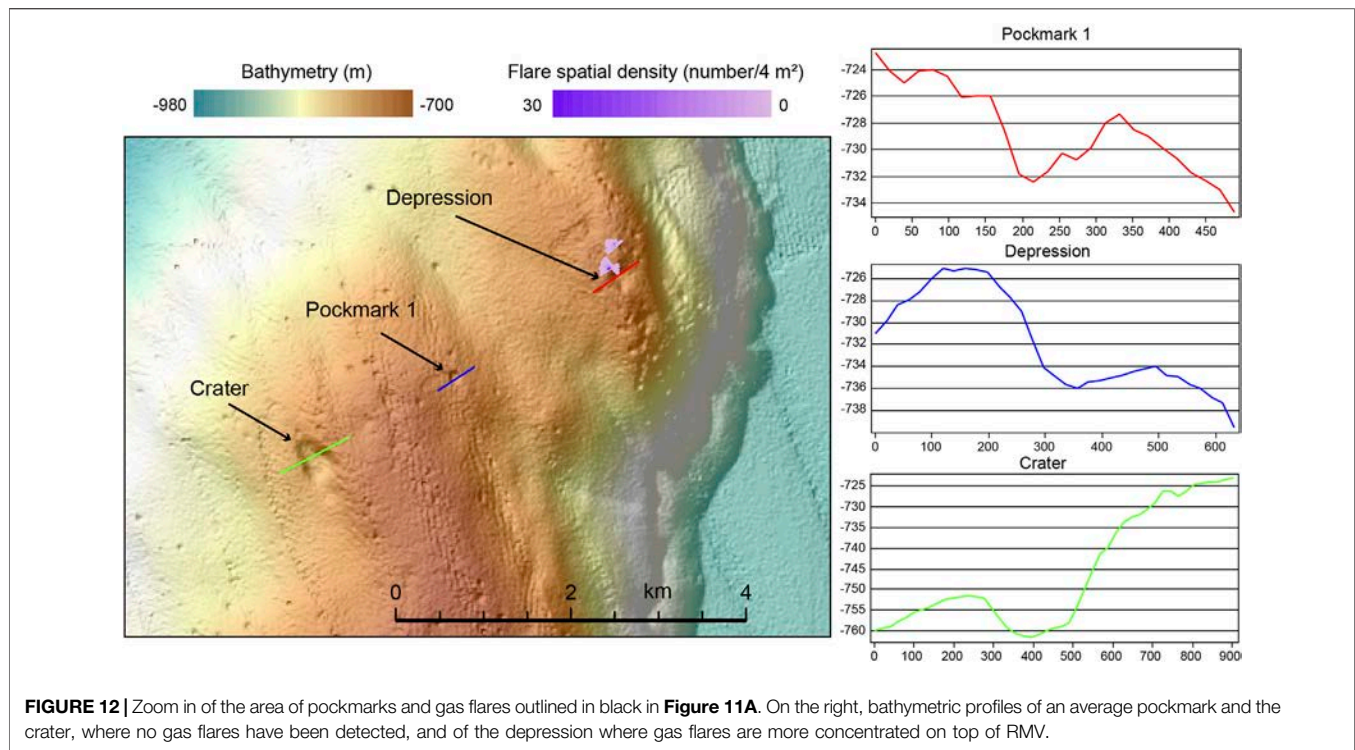 Bathymetry (m)
-980 -700
Flare spatial density (number/4 m²)
30 0
Depression
Pockmark 1
Crater
0 2 km 4
Pockmark 1
-724
-726
-728
-730
-732
-734
0 50 100 150 200 250 300 350 400 450
Depression
-726
-728
-730
-732
-734
-736
-738
0 100 200 300 400 500 600
Crater
-725
-730
-735
-740
-745
-750
-755
-760
0 100 200 300 400 500 600 700 800 900
FIGURE 12 | Zoom in of the area of pockmarks and gas flares outlined in black in Figure 11A. On the right, bathymetric profiles of an average pockmark and the
crater, where no gas flares have been detected, and of the depression where gas flares are more concentrated on top of RMV.